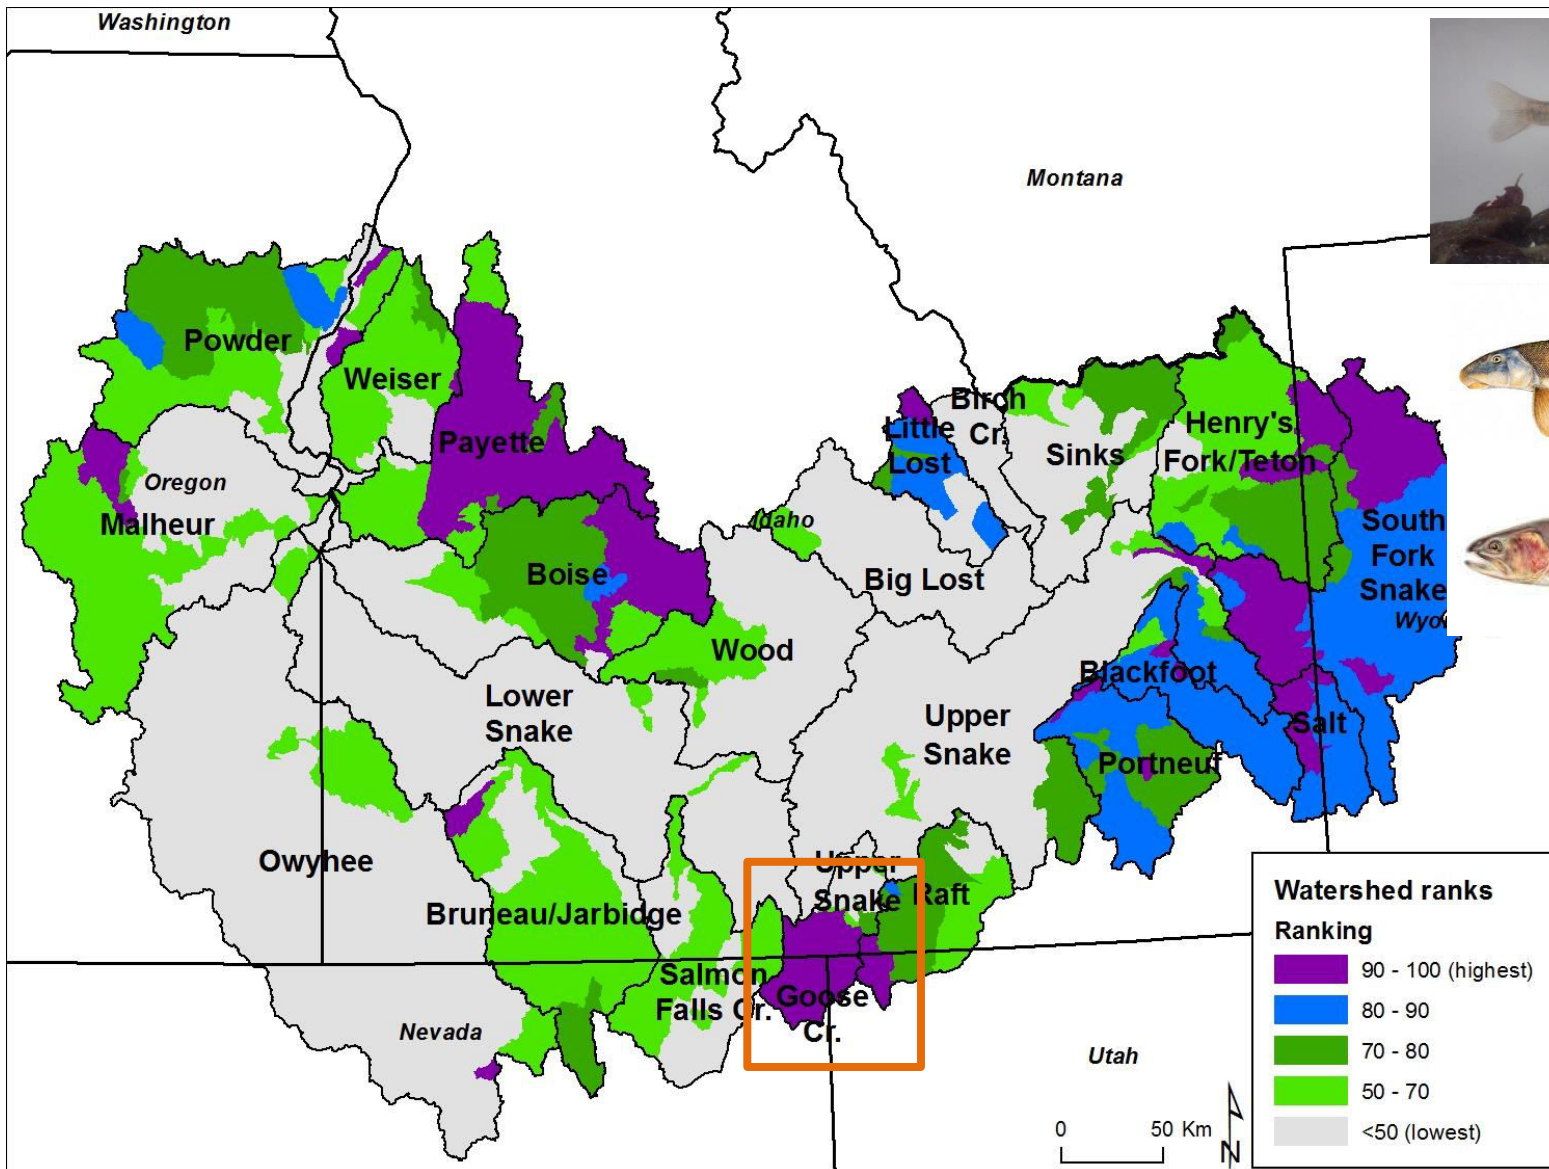 Washington
Montana
Powder
Weiser
Payette
Oregon
Malheur
Boise
Idaho
Wood
Little
Lost
Birch
Cr.
Sinks
Henry's
Fork/Teton
Big Lost
South
Fork
Snake
Blackfoot
Salt
Portneuf
Lower
Snake
Upper
Snake
Owyhee
Bruneau/Jarbidge
Upper
Snake
Raft
Salmon
Falls Cr.
Goose
Cr.
Nevada
Utah
0 50 Km
N
Watershed ranks
Ranking
90 - 100 (highest)
80 - 90
70 - 80
50 - 70
<50 (lowest)